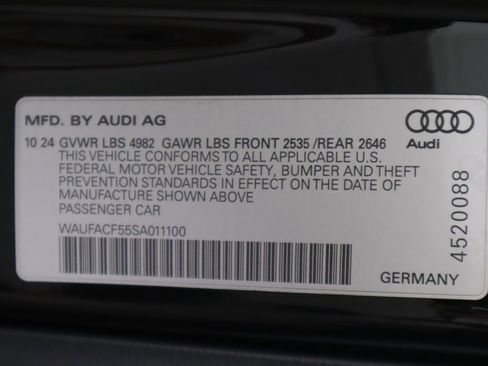 MFD. BY AUDI AG
10 24 GVWR LBS 4982 GAWR LBS FRONT 2535 /REAR 2646
THIS VEHICLE CONFORMS TO ALL APPLICABLE U.S.
FEDERAL MOTOR VEHICLE SAFETY, BUMPER AND THEFT
PREVENTION STANDARDS IN EFFECT ON THE DATE OF
MANUFACTURE SHOWN ABOVE
PASSENGER CAR
WAUFACF55SA011100
Audi
4520088
GERMANY